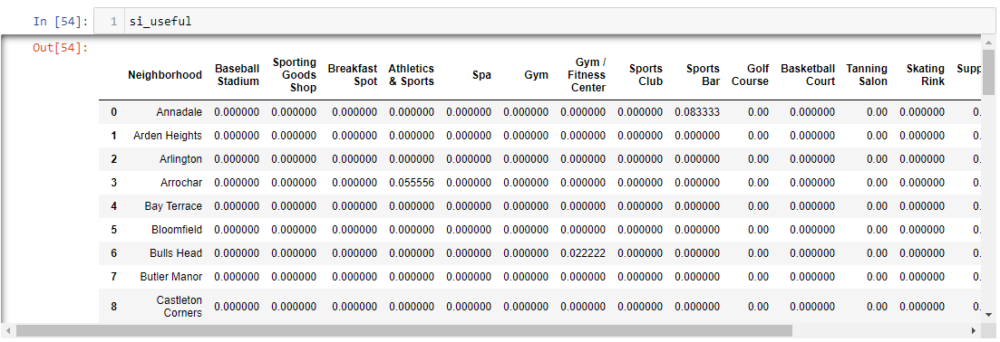 In [54]: 1 si_useful
Out[54]:
Neighborhood Baseball Stadium Sporting Goods Shop Breakfast Spot Athletics & Sports Spa Gym Gym / Fitness Center Sports Club Sports Bar Golf Course Basketball Court Tanning Salon Skating Rink Supp
0 Annadale 0.000000 0.000000 0.000000 0.000000 0.000000 0.000000 0.000000 0.000000 0.083333 0.00 0.000000 0.00 0.000000 0.
1 Arden Heights 0.000000 0.000000 0.000000 0.000000 0.000000 0.000000 0.000000 0.000000 0.000000 0.00 0.000000 0.00 0.000000 0.
2 Arlington 0.000000 0.000000 0.000000 0.000000 0.000000 0.000000 0.000000 0.000000 0.000000 0.00 0.000000 0.00 0.000000 0.
3 Arrochar 0.000000 0.000000 0.000000 0.055556 0.000000 0.000000 0.000000 0.000000 0.000000 0.00 0.000000 0.00 0.000000 0.
4 Bay Terrace 0.000000 0.000000 0.000000 0.000000 0.000000 0.000000 0.000000 0.000000 0.000000 0.00 0.000000 0.00 0.000000 0.
5 Bloomfield 0.000000 0.000000 0.000000 0.000000 0.000000 0.000000 0.000000 0.000000 0.000000 0.00 0.000000 0.00 0.000000 0.
6 Bulls Head 0.000000 0.000000 0.000000 0.000000 0.000000 0.000000 0.022222 0.000000 0.000000 0.00 0.000000 0.00 0.000000 0.
7 Butler Manor 0.000000 0.000000 0.000000 0.000000 0.000000 0.000000 0.000000 0.000000 0.000000 0.00 0.000000 0.00 0.000000 0.
8 Castleton Corners 0.000000 0.000000 0.000000 0.000000 0.000000 0.000000 0.000000 0.000000 0.000000 0.00 0.000000 0.00 0.000000 0.